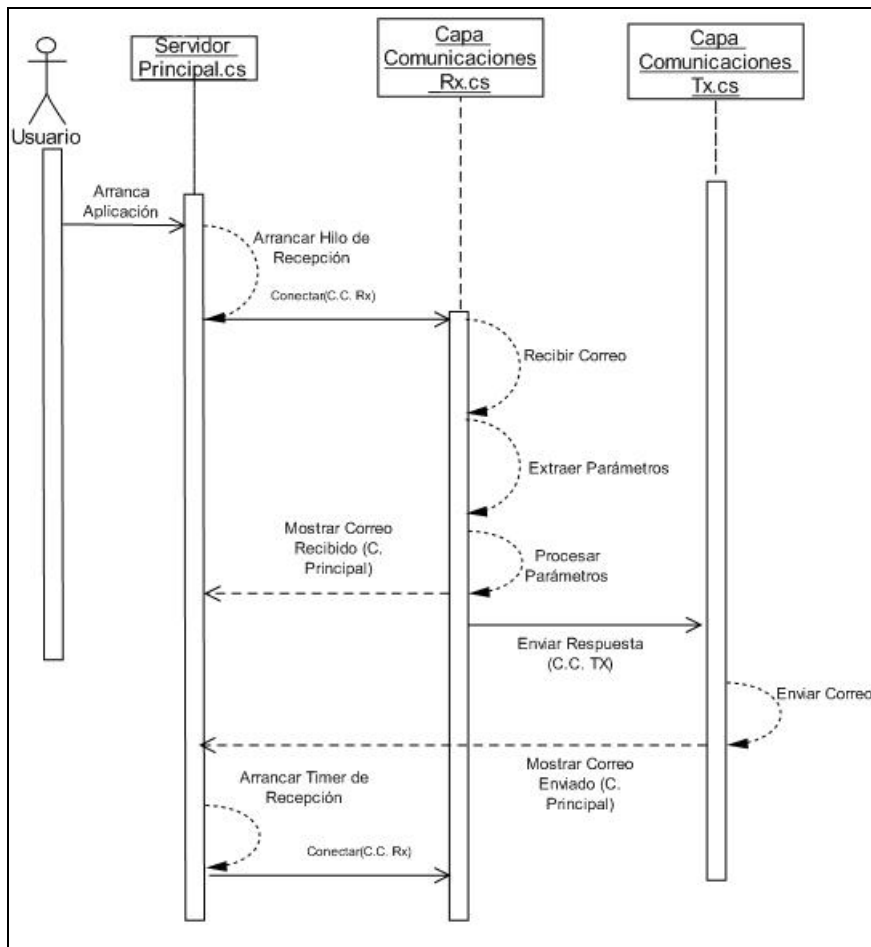 Servidor
Principal.cs
Capa
Comunicaciones
_Rx.cs
Capa
Comunicaciones
Tx.cs
Usuario
Arranca
Aplicación
Arrancar Hilo de
Recepción
Conectar(C.C. Rx)
Recibir Correo
Extraer Parámetros
Mostrar Correo
Recibido (C.
Principal)
Procesar
Parámetros
Enviar Respuesta
(C.C. TX)
Enviar Correo
Mostrar Correo
Enviado (C.
Principal)
Arrancar Timer de
Recepción
Conectar(C.C. Rx)